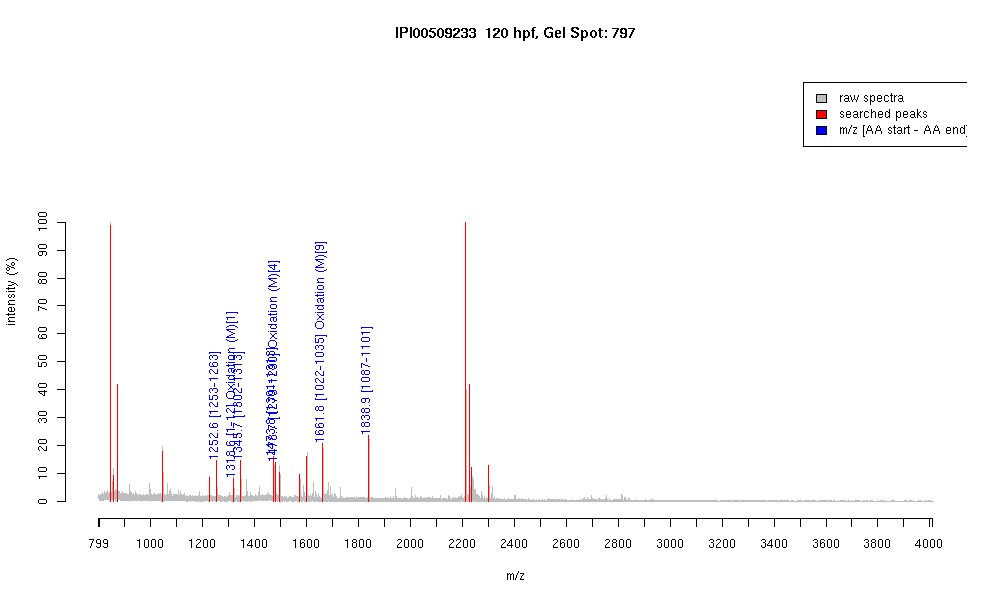 IPI00509233 120 hpf, Gel Spot: 797
raw spectra
searched peaks
m/z [AA start - AA end]
intensity (%)
100
90
80
70
60
50
40
30
20
10
0
1252.6 [1253-1263]
1318.6 [1-12] Oxidation (M)[1]
1345.7 [1302-1313]
Oxidation (M)[4]
1661.8 [1022-1035] Oxidation (M)[9]
1838.9 [1087-1101]
799 1000 1200 1400 1600 1800 2000 2200 2400 2600 2800 3000 3200 3400 3600 3800 4000
m/z